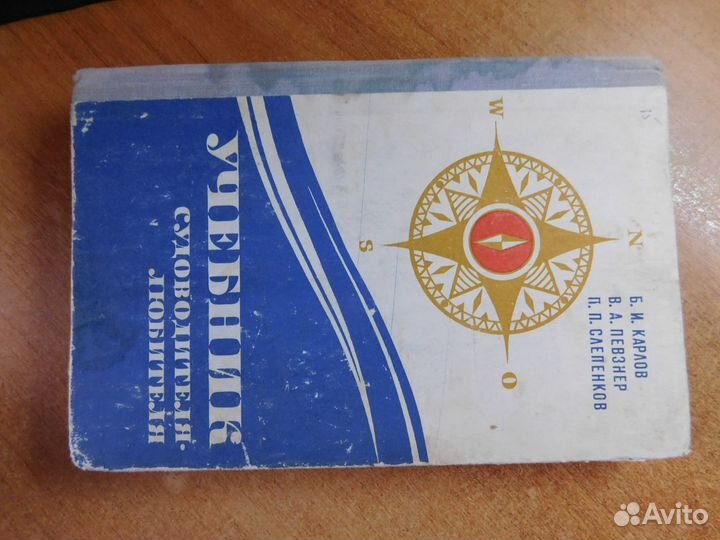 Б. И. КАРЛОВ
В. А. ПЕВЗНЕР
П. П. СЛЕПЕНКОВ
N
W
O
S
УЧЕБНИК
СУДОВОДИТЕЛЯ-
ЛЮБИТЕЛЯ
Avito